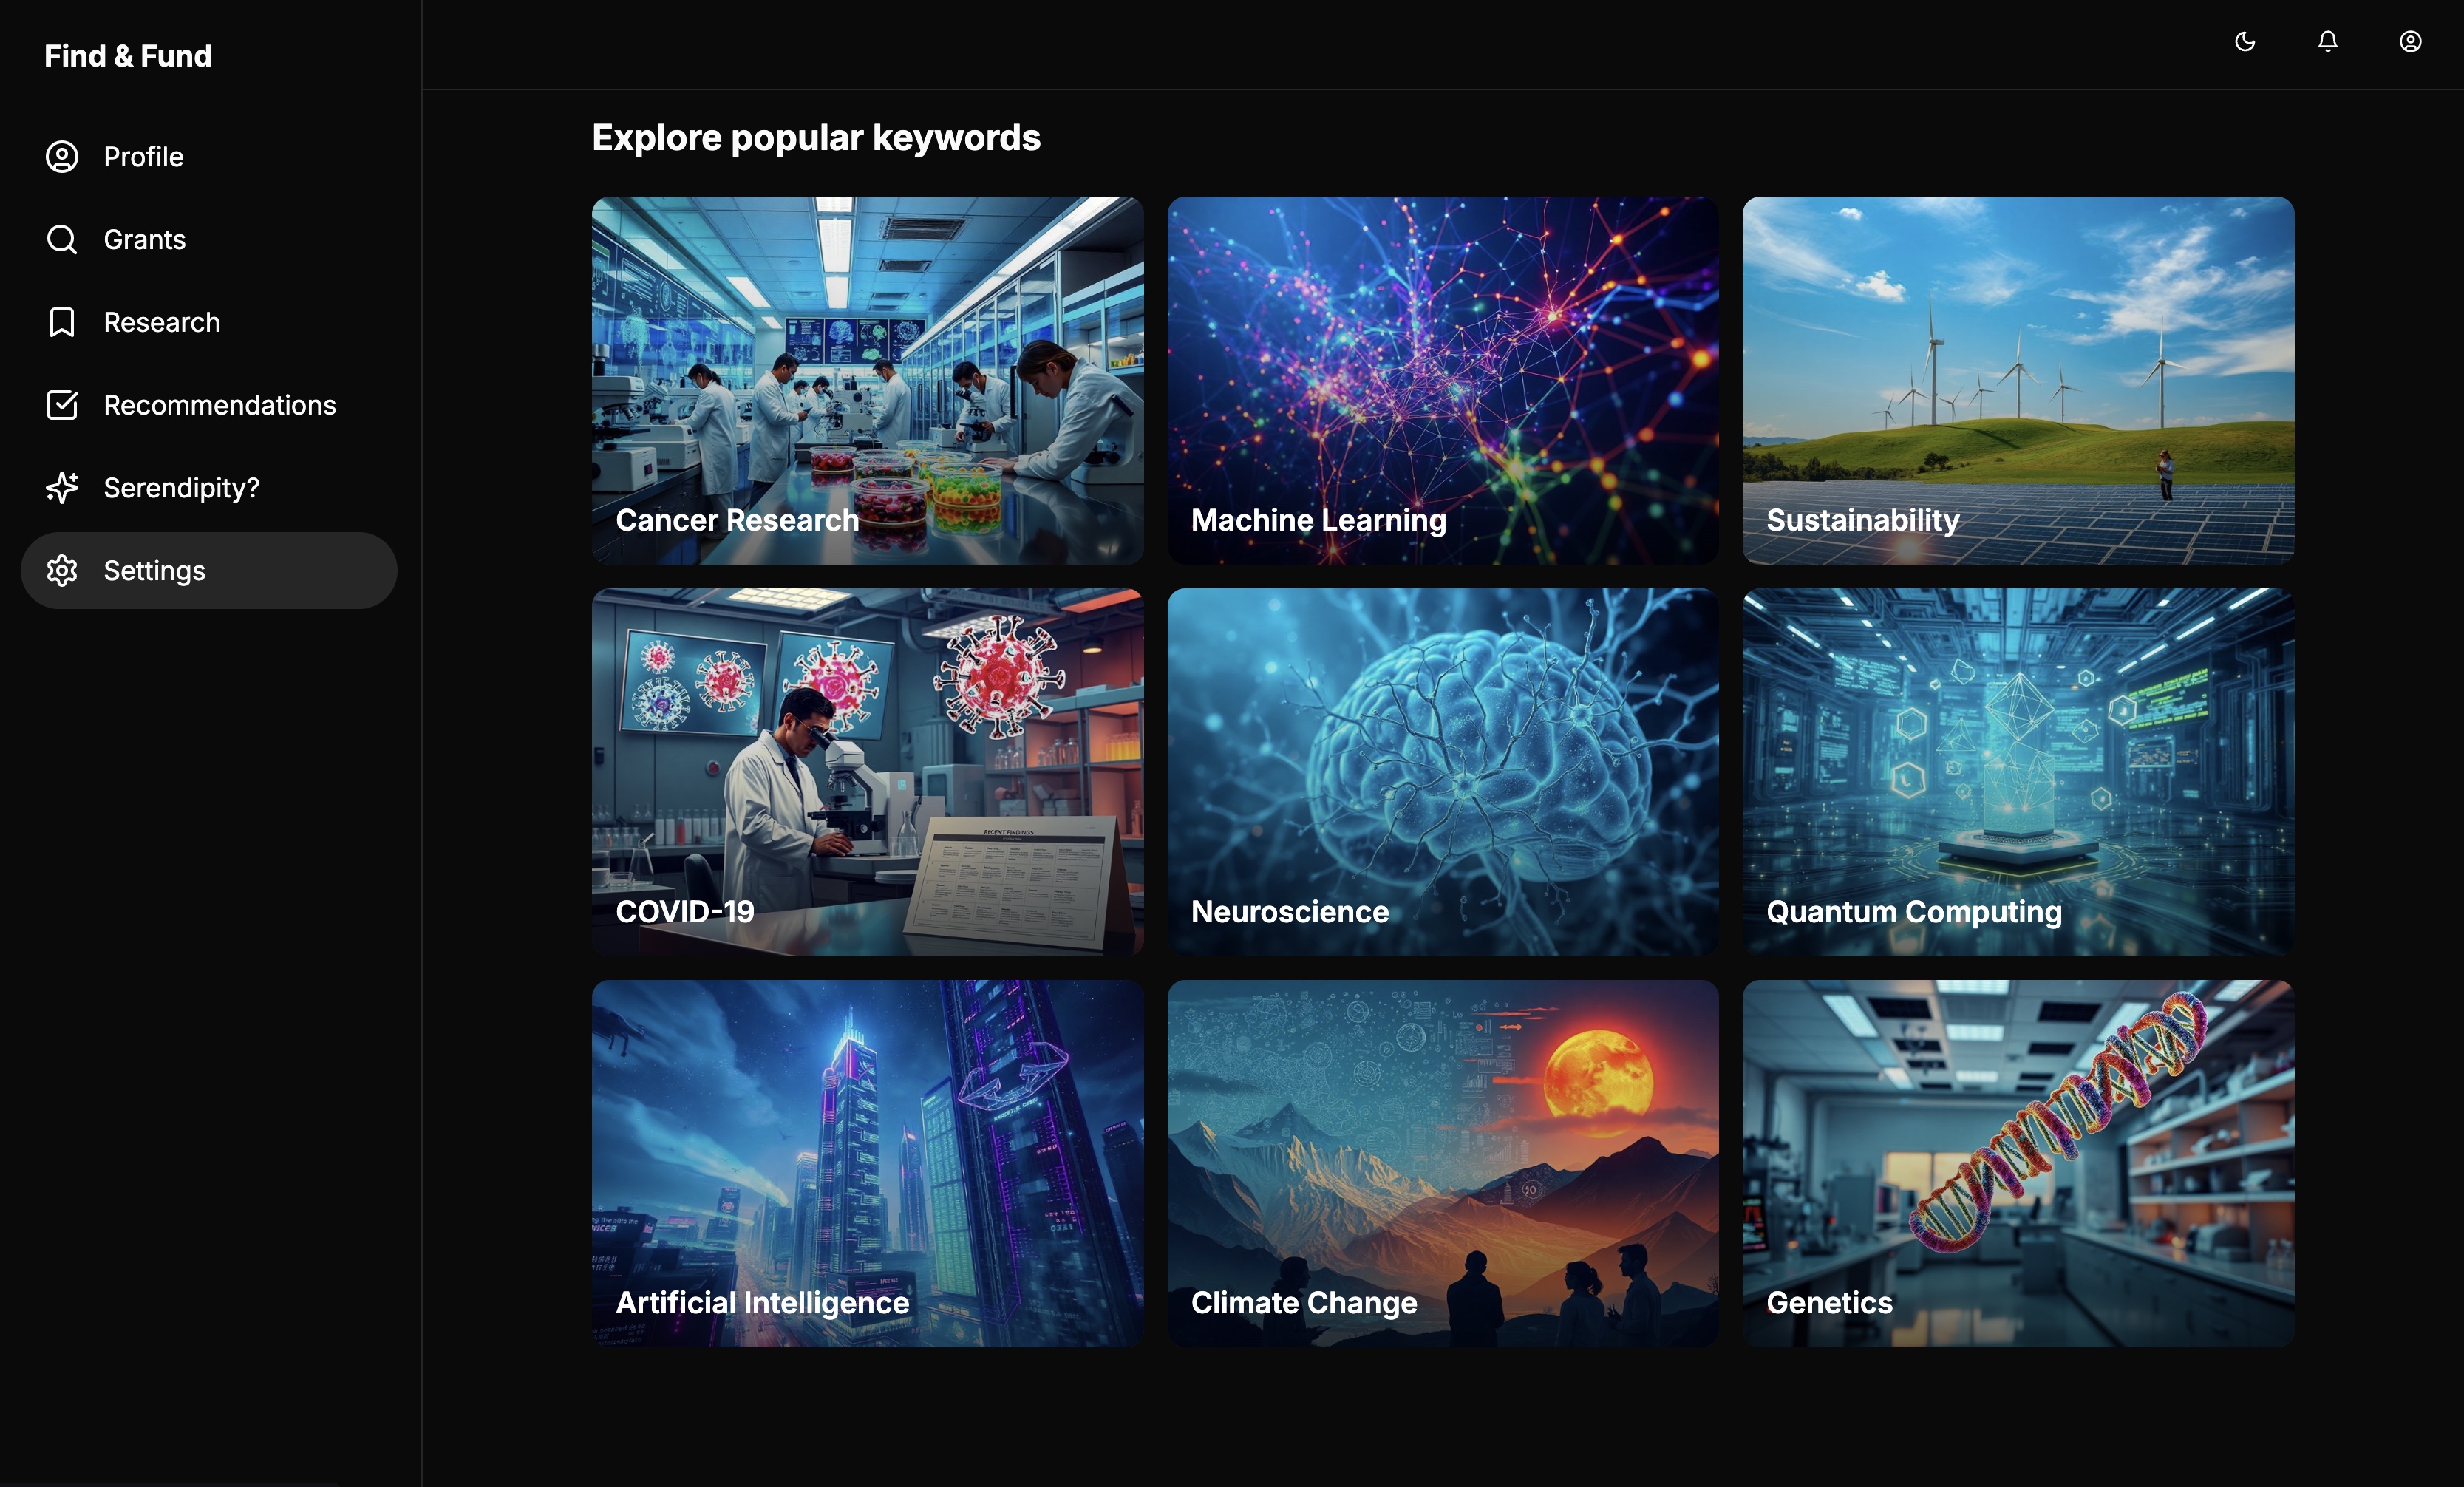 Find & Fund
Profile
Grants
Research
Recommendations
Serendipity?
Settings
Explore popular keywords
Cancer Research
Machine Learning
Sustainability
COVID-19
RECENT FINDINGS
Neuroscience
Quantum Computing
Artificial Intelligence
Climate Change
Genetics